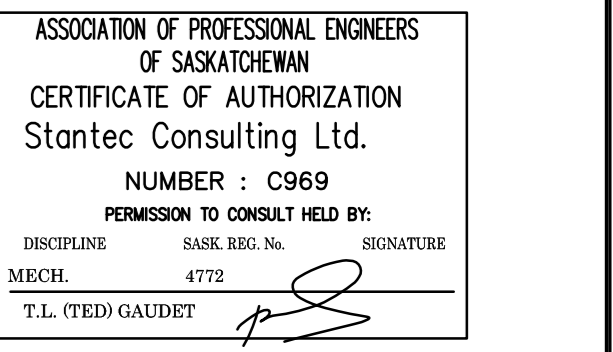 ASSOCIATION OF PROFESSIONAL ENGINEERS
OF SASKATCHEWAN
CERTIFICATE OF AUTHORIZATION
Stantec Consulting Ltd.
NUMBER : C969
PERMISSION TO CONSULT HELD BY:
DISCIPLINE SASK. REG. No. SIGNATURE
MECH. 4772
T.L. (TED) GAUDET